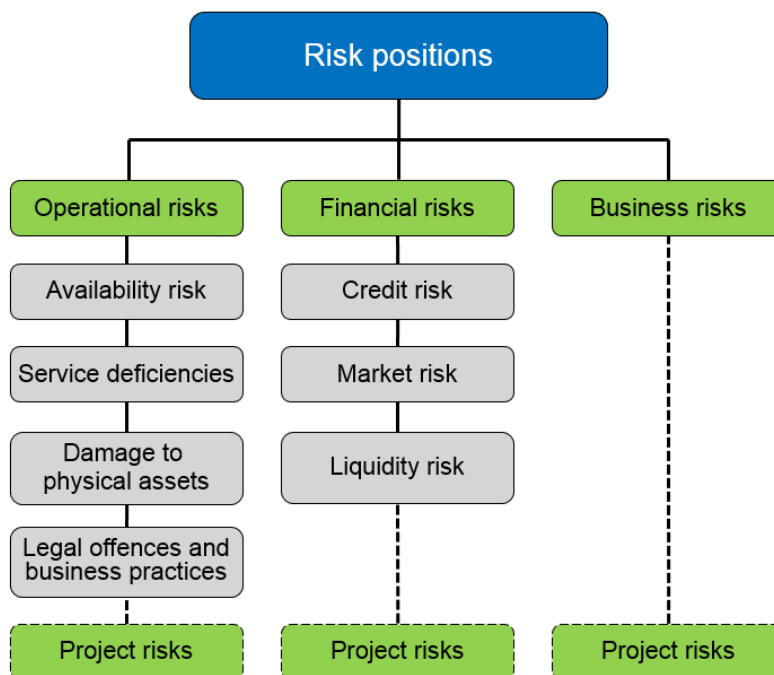 Risk positions
Operational risks
Financial risks
Business risks
Availability risk
Credit risk
Service deficiencies
Market risk
Damage to
physical assets
Liquidity risk
Legal offences and
business practices
Project risks
Project risks
Project risks